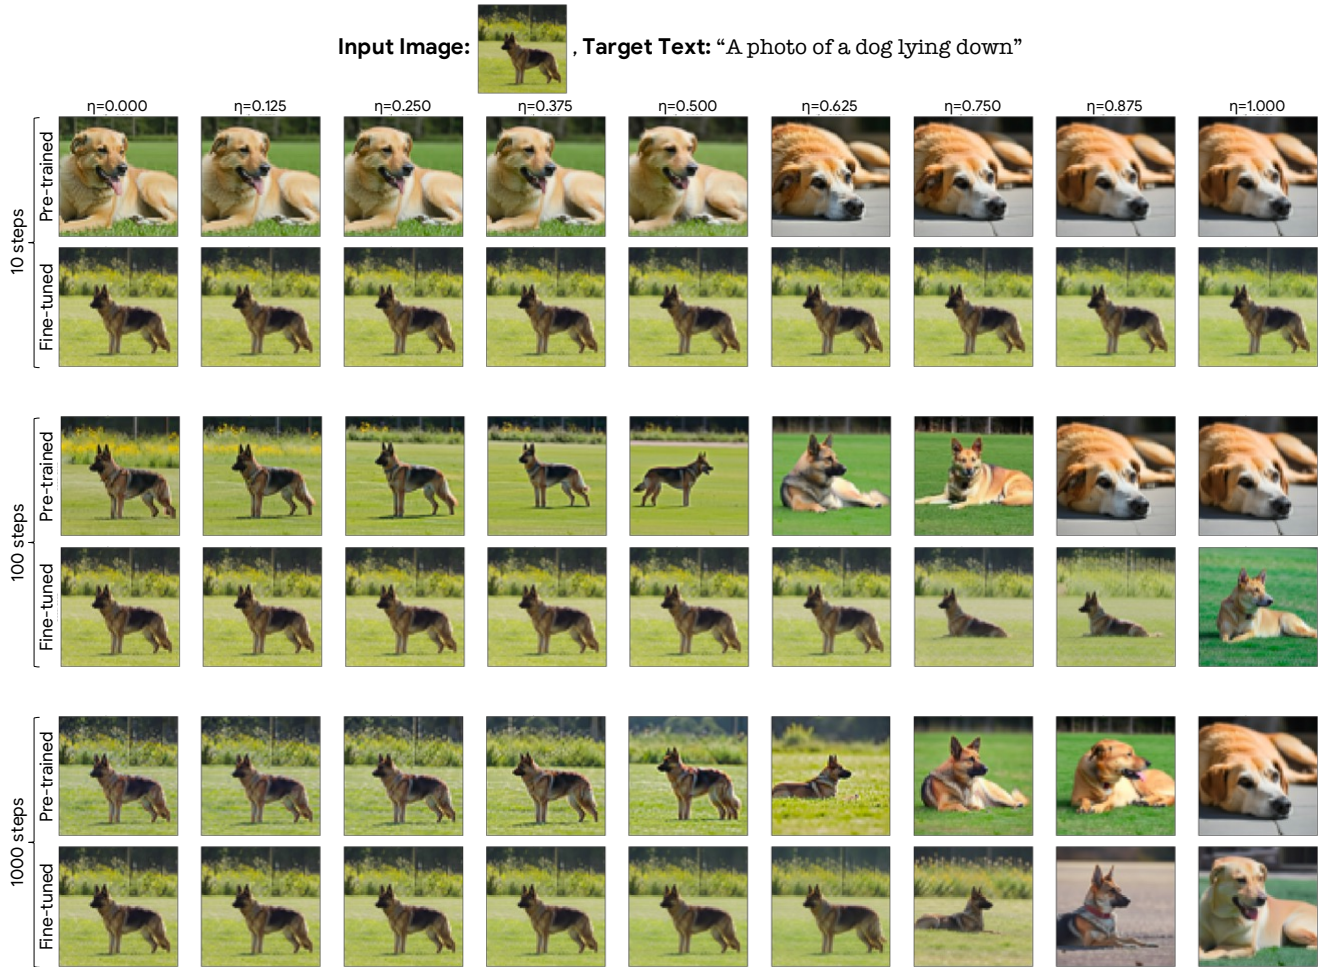 Input Image: , Target Text: “A photo of a dog lying down”
η=0.000 η=0.125 η=0.250 η=0.375 η=0.500 η=0.625 η=0.750 η=0.875 η=1.000
10 steps
Pre-trained
Fine-tuned
100 steps
Pre-trained
Fine-tuned
1000 steps
Pre-trained
Fine-tuned